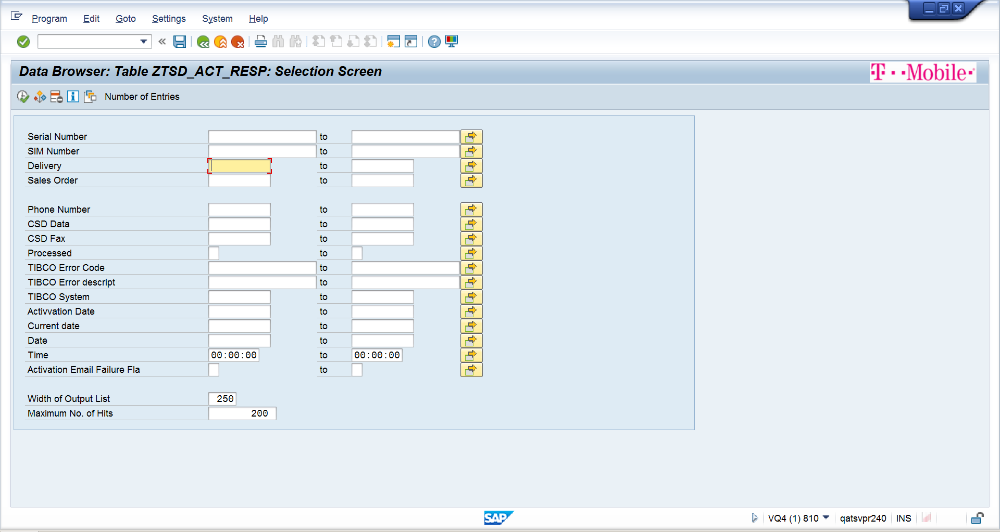 Program Edit Goto Settings System Help
Data Browser: Table ZTSD_ACT_RESP: Selection Screen
T··Mobile·
Number of Entries
Serial Number to
SIM Number to
Delivery to
Sales Order to
Phone Number to
CSD Data to
CSD Fax to
Processed to
TIBCO Error Code to
TIBCO Error descript to
TIBCO System to
Activvation Date to
Current date to
Date to
Time 00:00:00 to 00:00:00
Activation Email Failure Fla to
Width of Output List 250
Maximum No. of Hits 200
SAP VQ4 (1) 810 qatsvpr240 INS